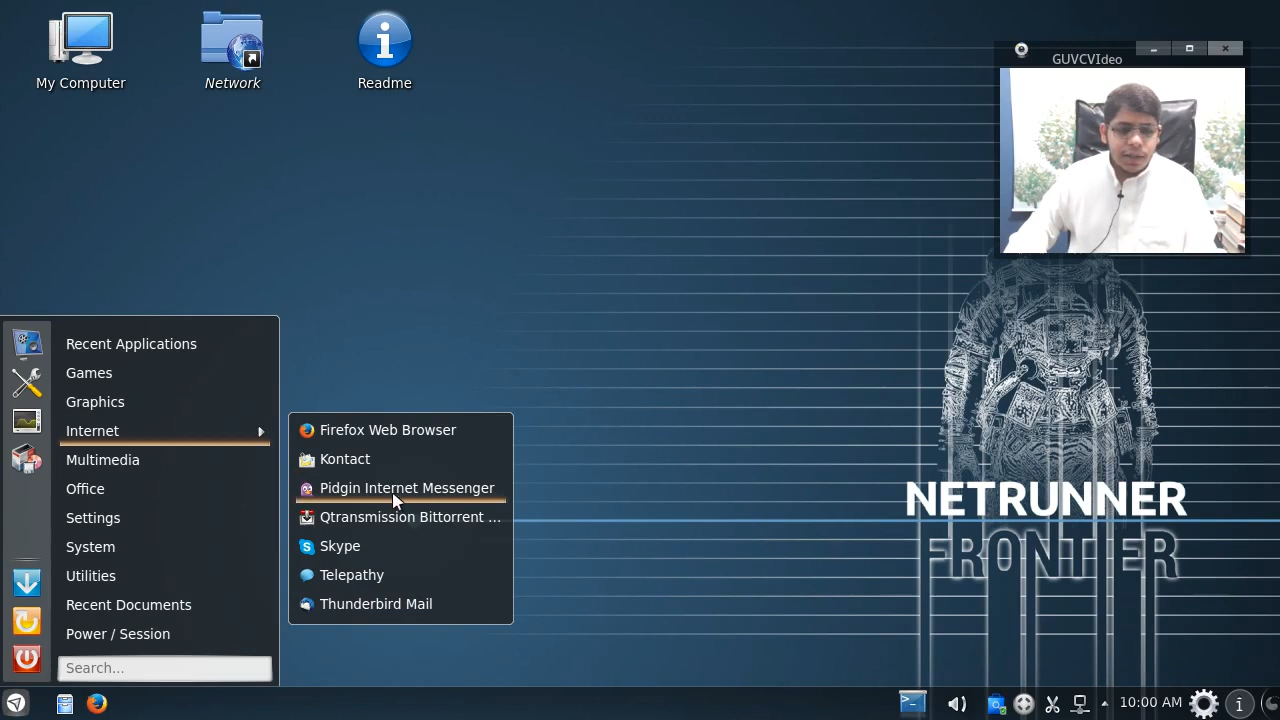 My Computer
Network
Readme
GUVCVIdeo
Recent Applications
Games
Graphics
Internet
Multimedia
Office
Settings
System
Utilities
Recent Documents
Power / Session
Search...
Firefox Web Browser
Kontact
Pidgin Internet Messenger
Qtransmission Bittorrent ...
Skype
Telepathy
Thunderbird Mail
NETRUNNER
FRONTIER
10:00 AM